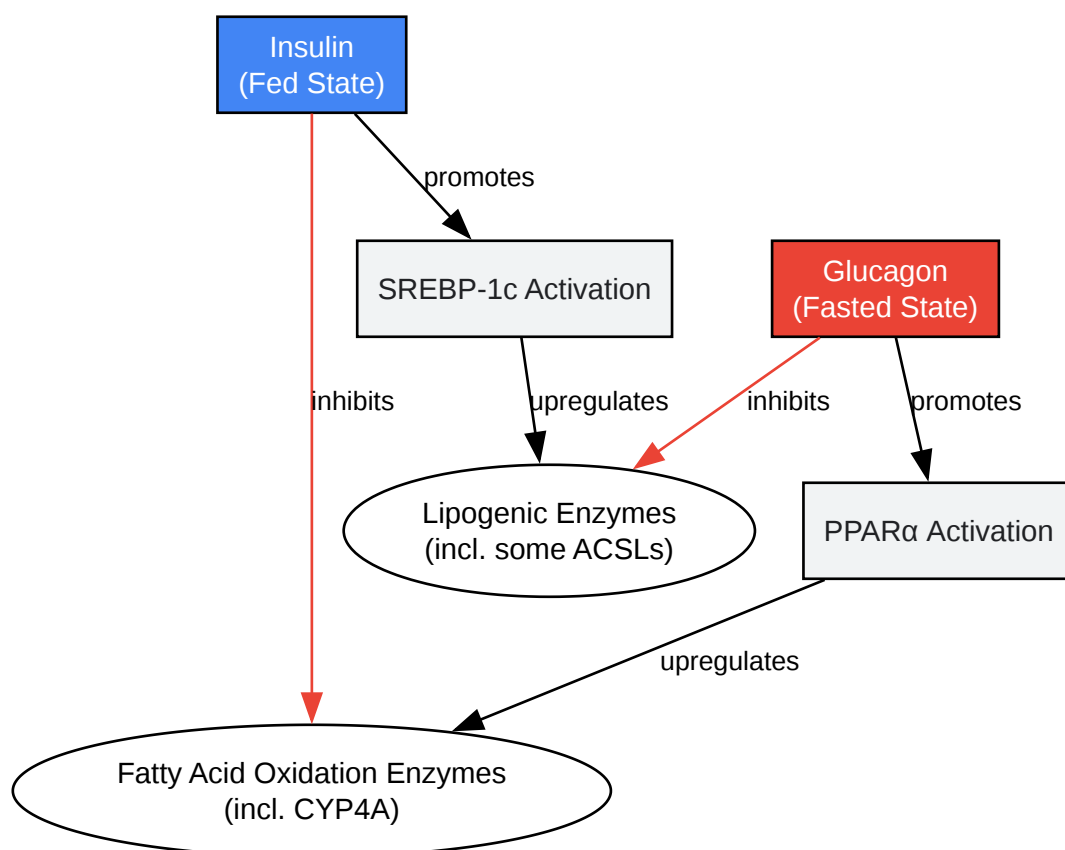 Insulin
(Fed State)
promotes
SREBP-1c Activation
Glucagon
(Fasted State)
inhibits
upregulates
inhibits
promotes
Lipogenic Enzymes
(incl. some ACSLs)
PPARα Activation
upregulates
Fatty Acid Oxidation Enzymes
(incl. CYP4A)